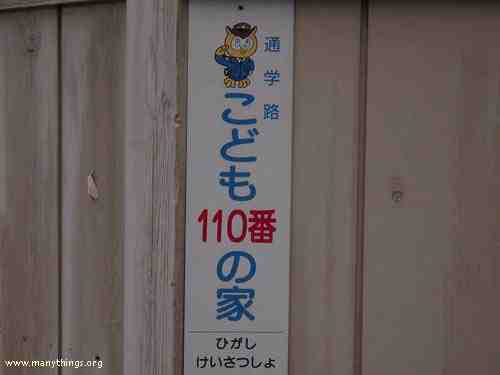 通学路
こども
110番
の家
ひがし
けいさつしょ
www.manythings.org